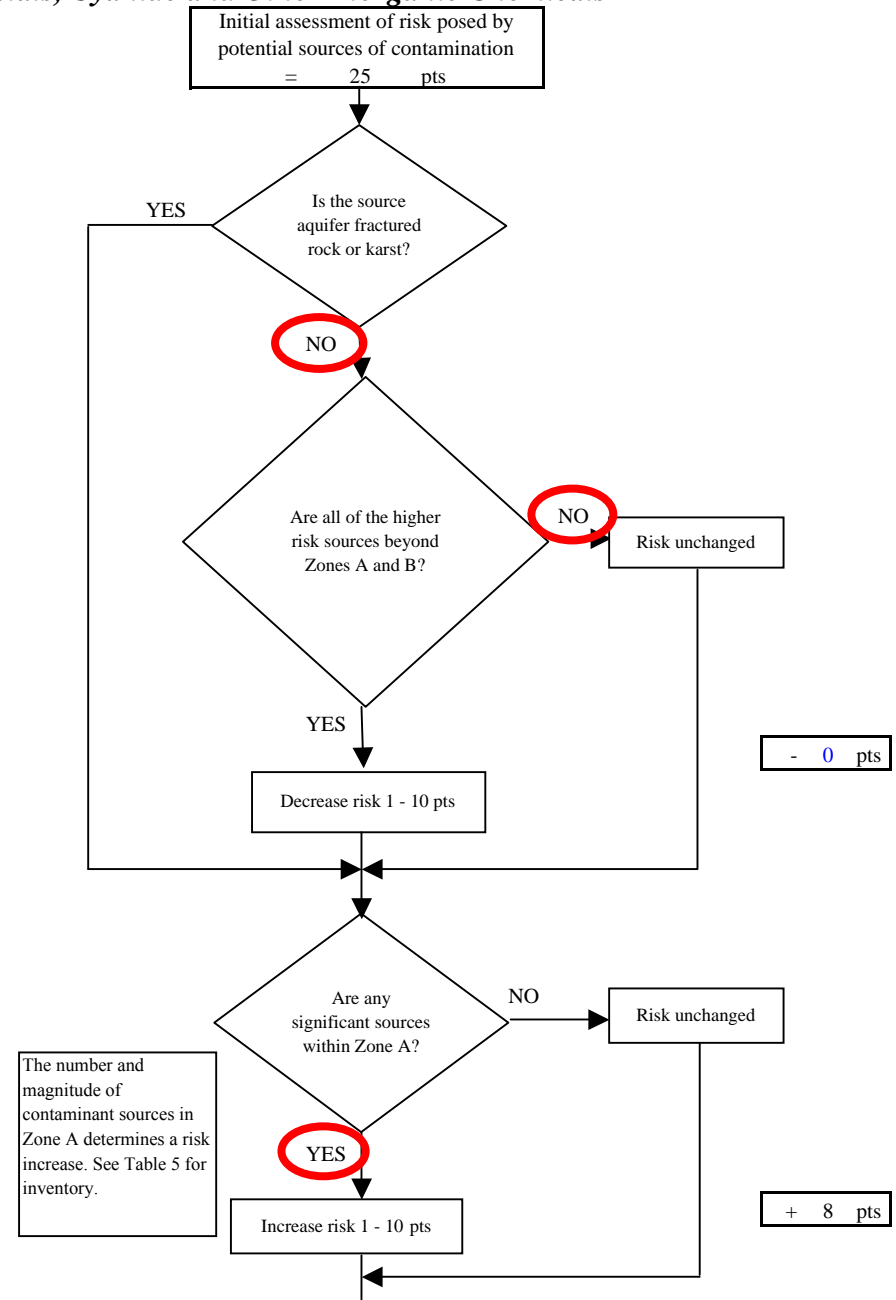 Initial assessment of risk posed by
potential sources of contamination
= 25 pts
Is the source
aquifer fractured
rock or karst?
YES
NO
Are all of the higher
risk sources beyond
Zones A and B?
NO
Risk unchanged
YES
- 0 pts
Decrease risk 1 - 10 pts
Are any
significant sources
within Zone A?
NO
Risk unchanged
The number and
magnitude of
contaminant sources in
Zone A determines a risk
increase. See Table 5 for
inventory.
YES
+ 8 pts
Increase risk 1 - 10 pts